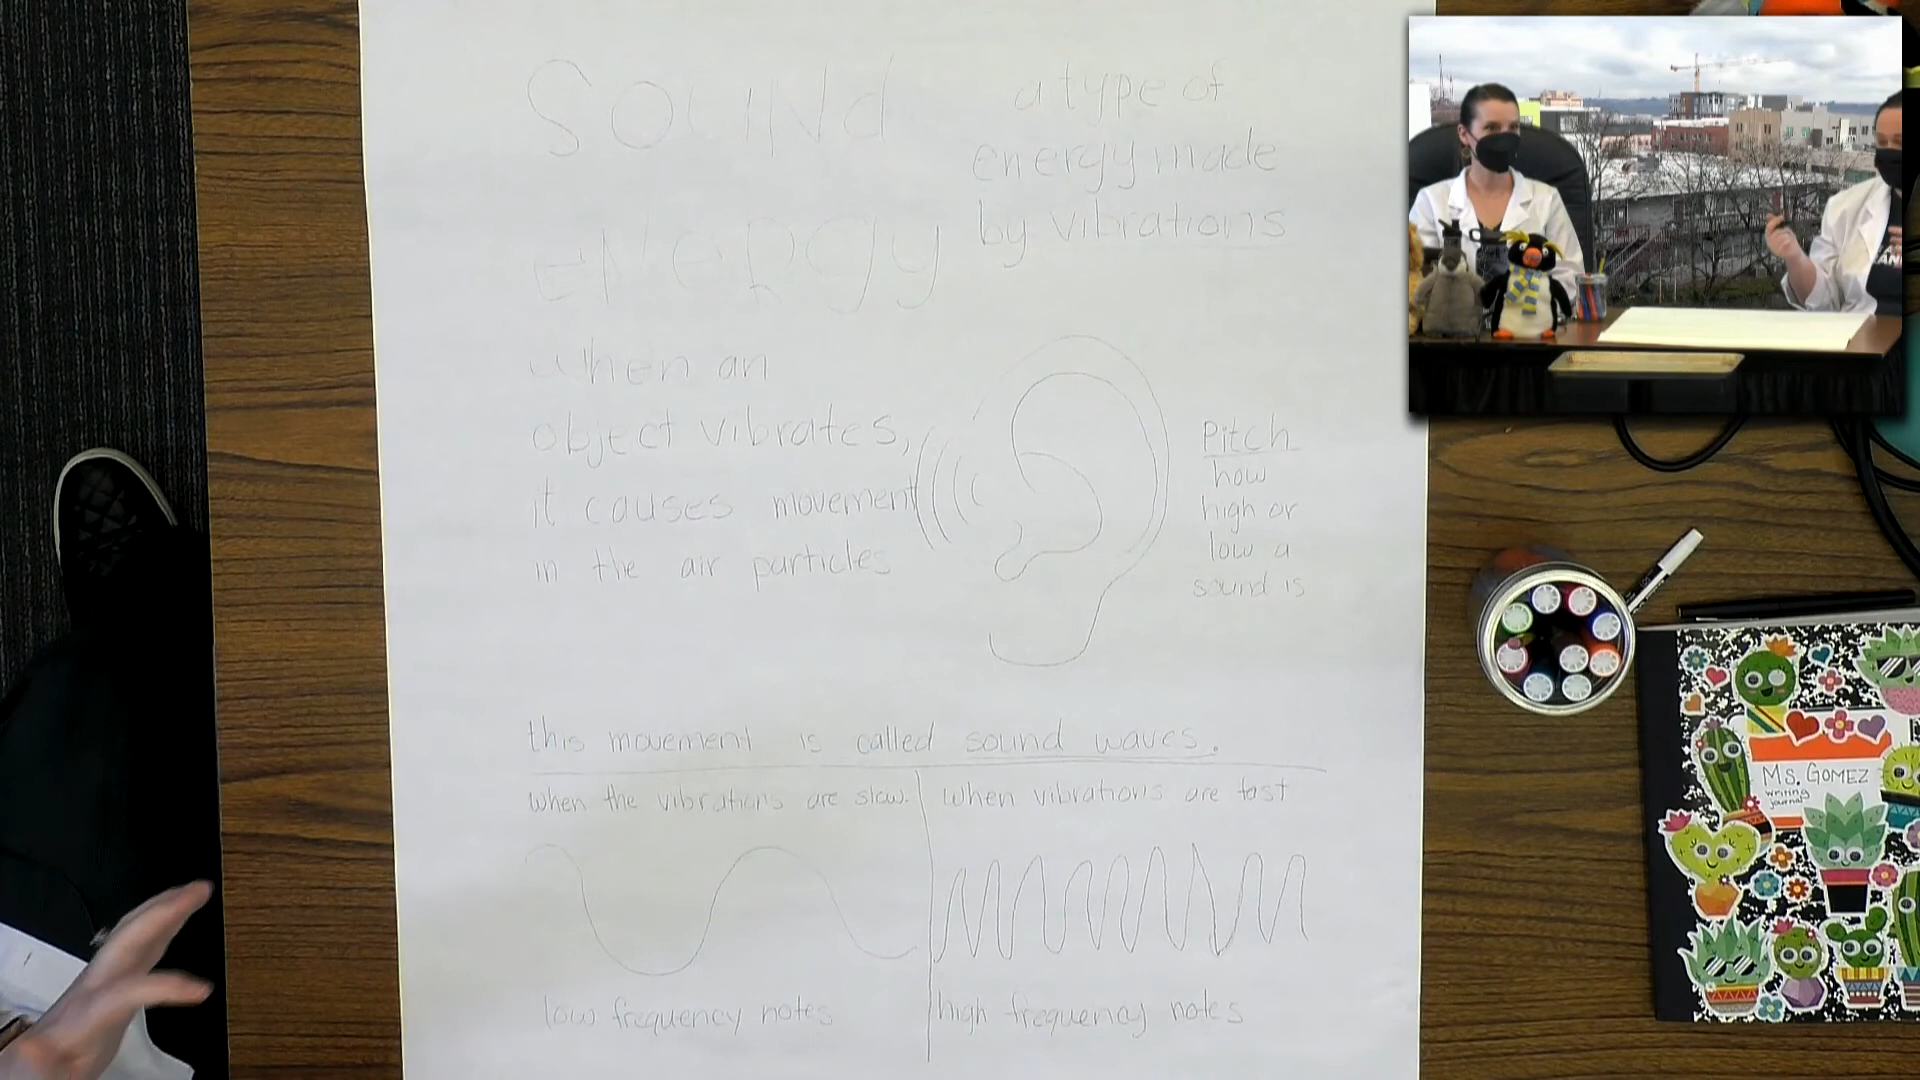 Sound
Energy
a type of
energy made
by vibrations
When an
object vibrates,
it causes movement
in the air particles
Pitch
how
high or
low a
sound is
this movement is called sound waves.
when the vibrations are slow.
low frequency notes
when vibrations are fast
high frequency notes
Ms. Gomez
writing
journal